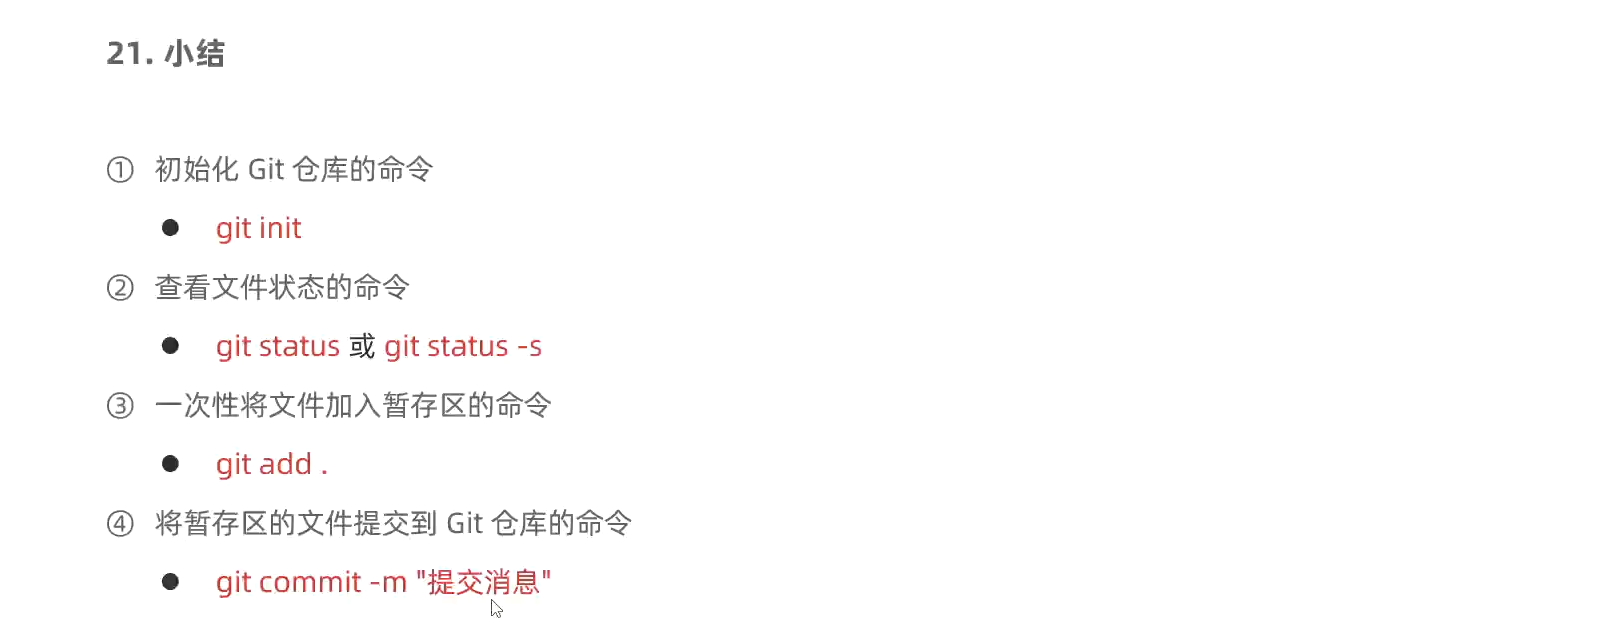 21. 小结
① 初始化 Git 仓库的命令
● git init
② 查看文件状态的命令
● git status 或 git status -s
③ 一次性将文件加入暂存区的命令
● git add .
④ 将暂存区的文件提交到 Git 仓库的命令
● git commit -m "提交消息"